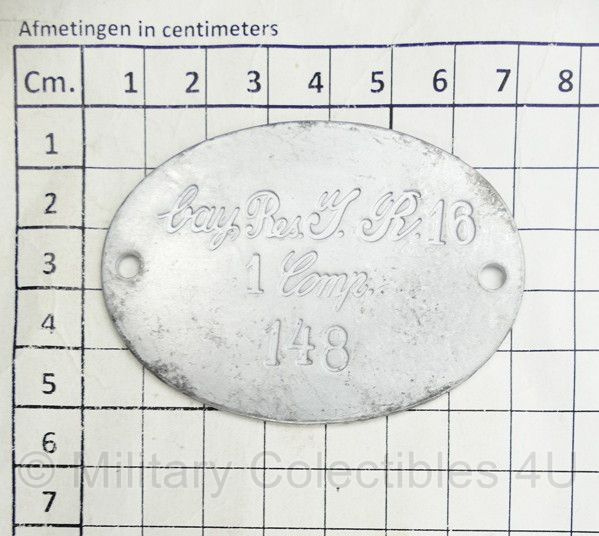 Afmetingen in centimeters
Cm. 1 2 3 4 5 6 7 8
1
2
3
4
5
6
7
bay. Res. I. R. 16
1 Comp.
148
© Military Colectibles 4U